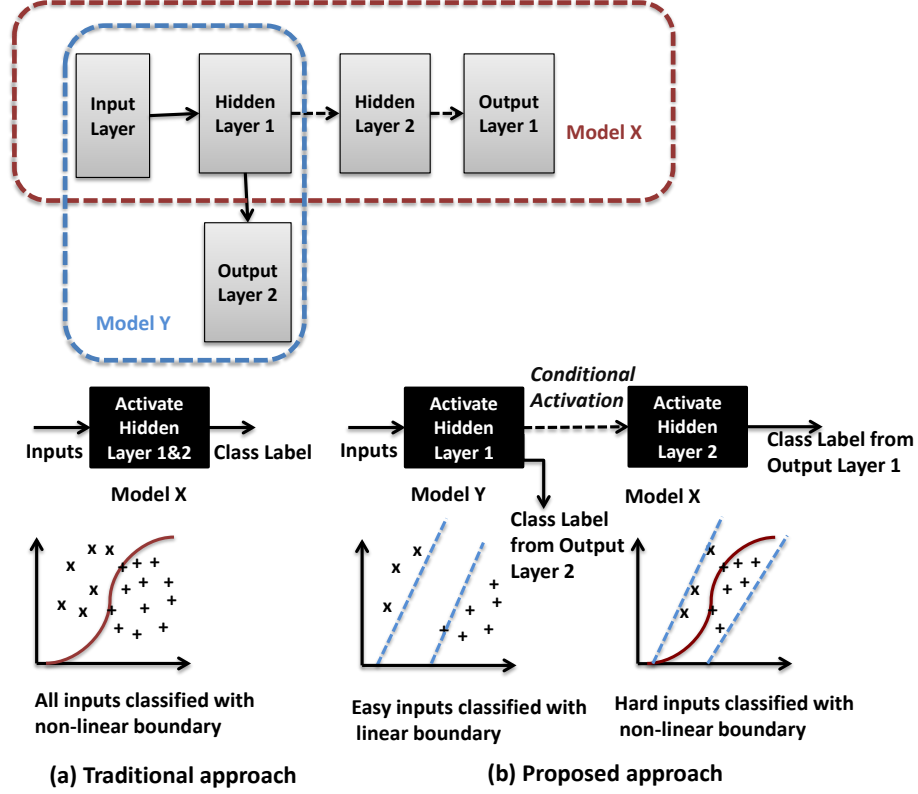 Input
Layer
Hidden
Layer 1
Hidden
Layer 2
Output
Layer 1
Model X
Output
Layer 2
Model Y
Inputs
Activate
Hidden
Layer 1&2
Class Label
Model X
Inputs
Activate
Hidden
Layer 1
Model Y
Conditional
Activation
Activate
Hidden
Layer 2
Model X
Class Label from
Output Layer 1
Class Label
from Output
Layer 2
All inputs classified with
non-linear boundary
Easy inputs classified with
linear boundary
Hard inputs classified with
non-linear boundary
(a) Traditional approach
(b) Proposed approach